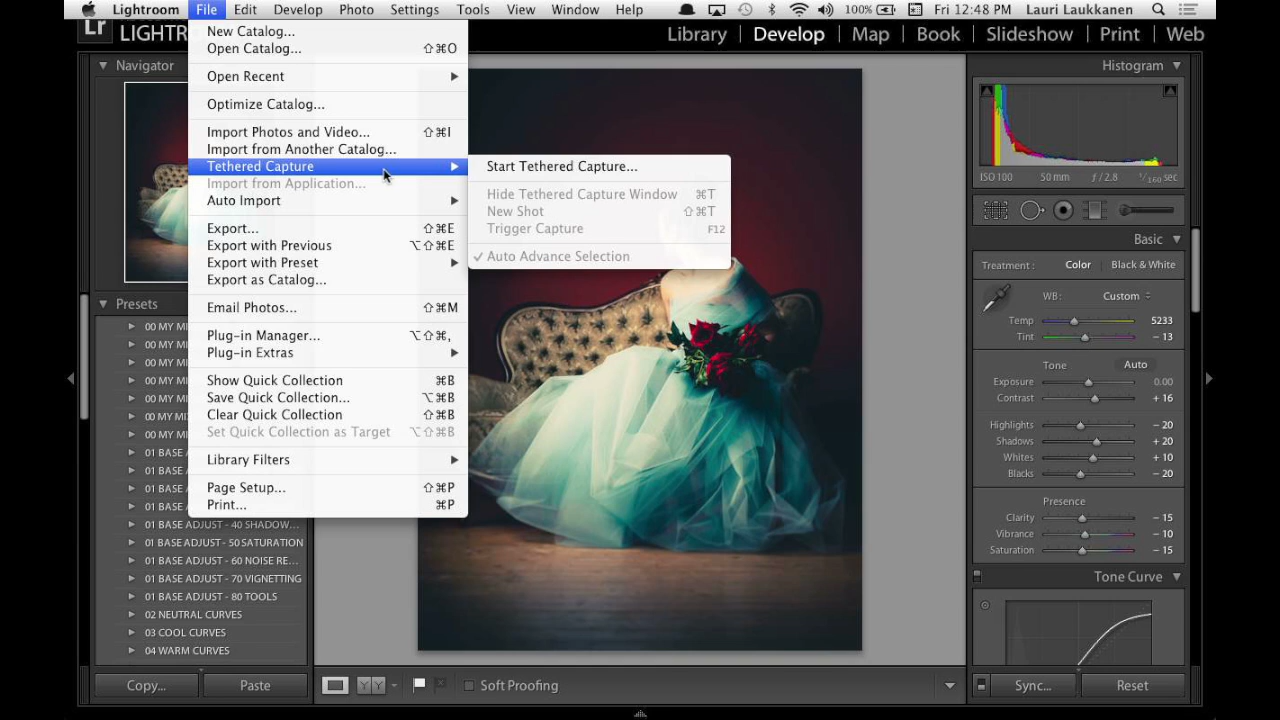 Lightroom File Edit Develop Photo Settings Tools View Window Help 100% Fri 12:48 PM Lauri Laukkanen
Lr LIGHTR
Library | Develop | Map | Book | Slideshow | Print | Web
New Catalog...
Open Catalog... ⇧⌘O
Open Recent
Optimize Catalog...
Import Photos and Video... ⇧⌘I
Import from Another Catalog...
Tethered Capture
Import from Application...
Auto Import
Export... ⇧⌘E
Export with Previous ⌥⇧⌘E
Export with Preset
Export as Catalog...
Email Photos... ⇧⌘M
Plug-in Manager... ⌥⇧⌘,
Plug-in Extras
Show Quick Collection ⌘B
Save Quick Collection... ⌥⌘B
Clear Quick Collection ⇧⌘B
Set Quick Collection as Target ⌥⇧⌘B
Library Filters
Page Setup... ⇧⌘P
Print... ⌘P
Start Tethered Capture...
Hide Tethered Capture Window ⌘T
New Shot ⇧⌘T
Trigger Capture F12
✓ Auto Advance Selection
Navigator
Presets
00 MY MI
00 MY MI
00 MY MI
00 MY MI
00 MY MI
00 MY MI
00 MY MI
01 BASE A
01 BASE A
01 BASE A
01 BASE A
01 BASE ADJUST - 40 SHADOW...
01 BASE ADJUST - 50 SATURATION
01 BASE ADJUST - 60 NOISE RE...
01 BASE ADJUST - 70 VIGNETTING
01 BASE ADJUST - 80 TOOLS
02 NEUTRAL CURVES
03 COOL CURVES
04 WARM CURVES
Copy... Paste
YY Soft Proofing
Histogram
ISO 100 50 mm ƒ / 2.8 1/160 sec
Basic
Treatment: Color | Black & White
WB: Custom
Temp 5233
Tint − 13
Tone Auto
Exposure 0.00
Contrast + 16
Highlights − 20
Shadows + 20
Whites + 10
Blacks − 20
Presence
Clarity − 15
Vibrance − 10
Saturation − 15
Tone Curve
Sync... Reset